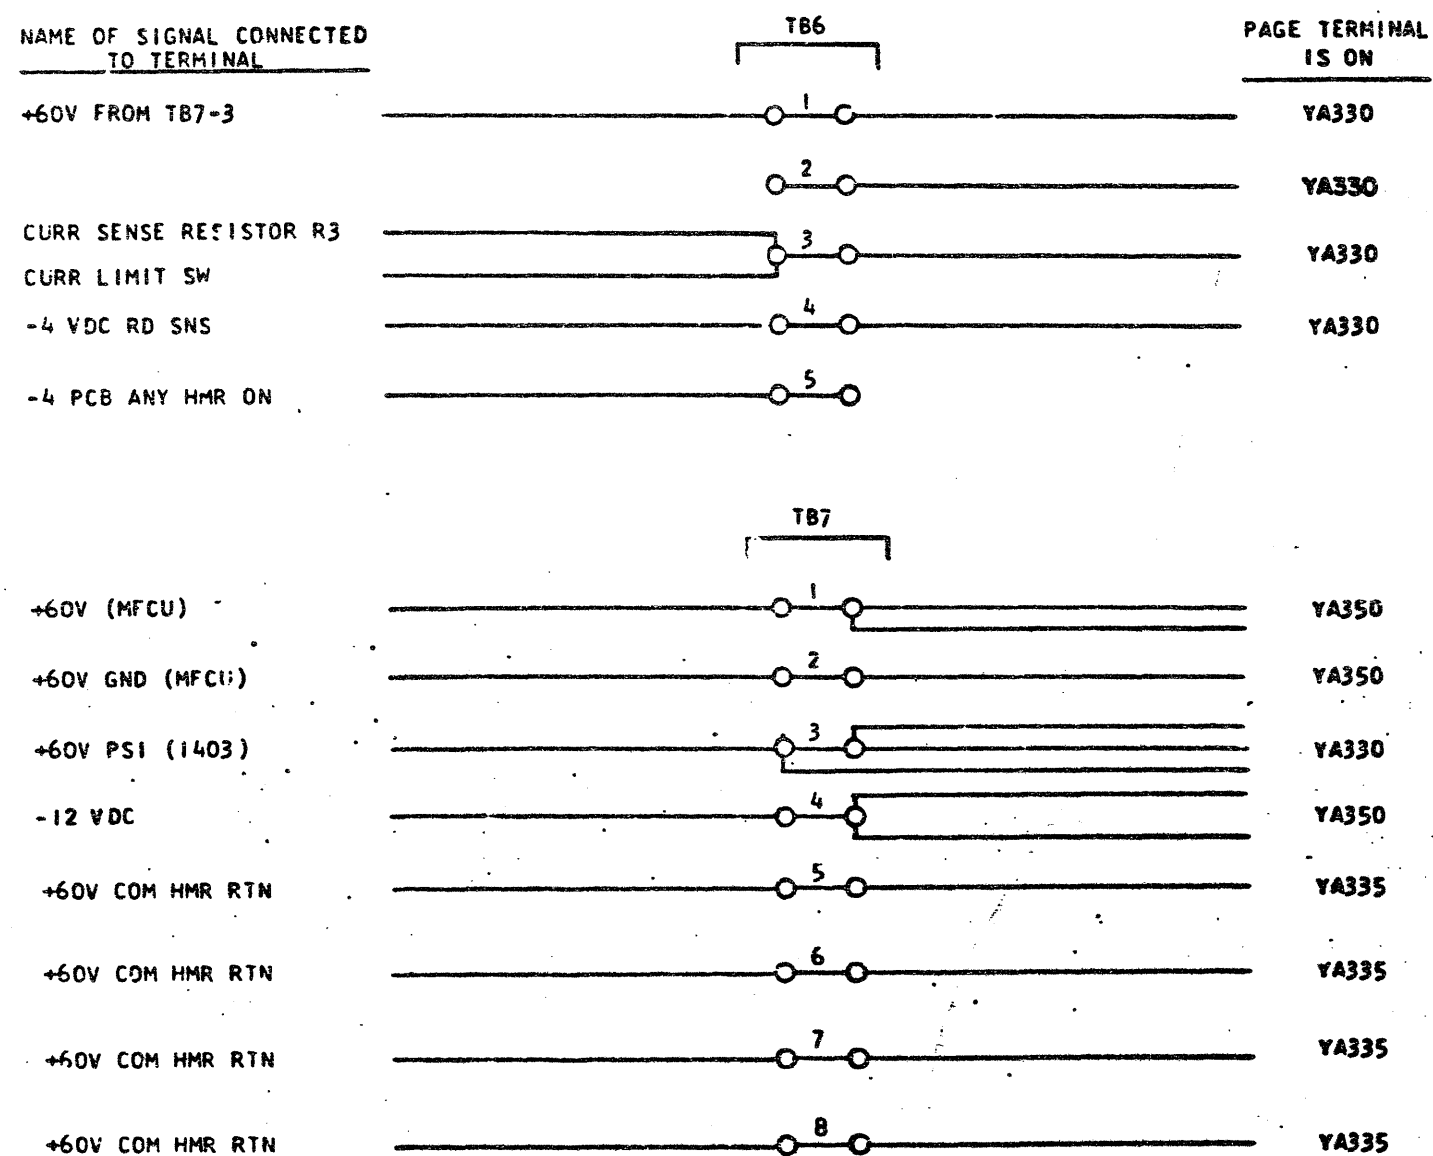 NAME OF SIGNAL CONNECTED
TO TERMINAL
TB6
PAGE TERMINAL
IS ON
+60V FROM TB7-3
1
YA330
2
YA330
CURR SENSE RESISTOR R3
CURR LIMIT SW
3
YA330
-4 VDC RD SNS
4
YA330
-4 PCB ANY HMR ON
5
TB7
+60V (MFCU)
1
YA350
+60V GND (MFCU)
2
YA350
+60V PSI (1403)
3
YA330
-12 VDC
4
YA350
+60V COM HMR RTN
5
YA335
+60V COM HMR RTN
6
YA335
+60V COM HMR RTN
7
YA335
+60V COM HMR RTN
8
YA335